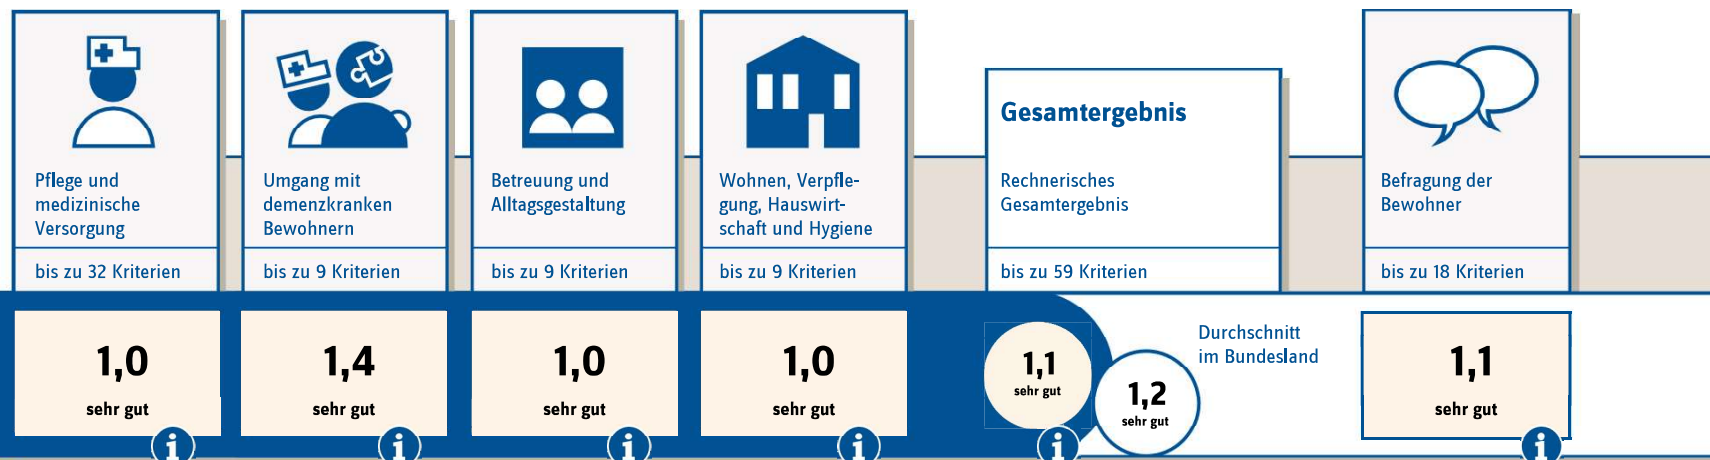 Pflege und
medizinische
Versorgung
bis zu 32 Kriterien
1,0
sehr gut
i
Umgang mit
demenzkranken
Bewohnern
bis zu 9 Kriterien
1,4
sehr gut
i
Betreuung und
Alltagsgestaltung
bis zu 9 Kriterien
1,0
sehr gut
i
Wohnen, Verpfle-
gung, Hauswirt-
schaft und Hygiene
bis zu 9 Kriterien
1,0
sehr gut
i
Gesamtergebnis
Rechnerisches
Gesamtergebnis
bis zu 59 Kriterien
1,1
sehr gut
i
Durchschnitt
im Bundesland
1,2
sehr gut
Befragung der
Bewohner
bis zu 18 Kriterien
1,1
sehr gut
i